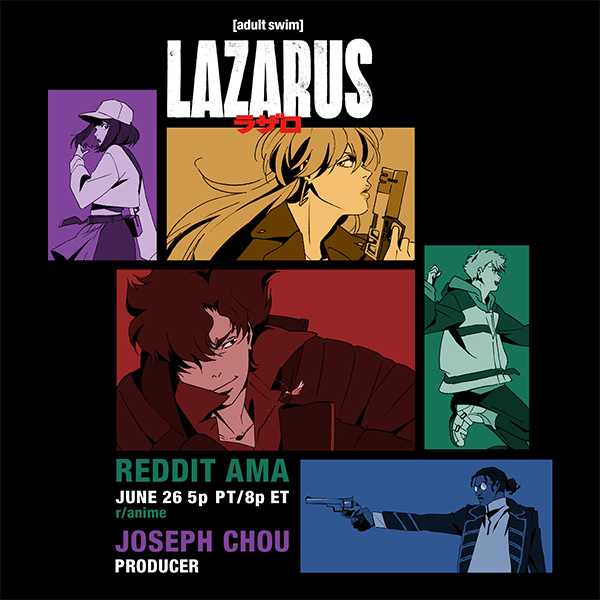 [adult swim]
LAZARUS
ラザロ
REDDIT AMA
JUNE 26 5p PT/8p ET
r/anime
JOSEPH CHOU
PRODUCER